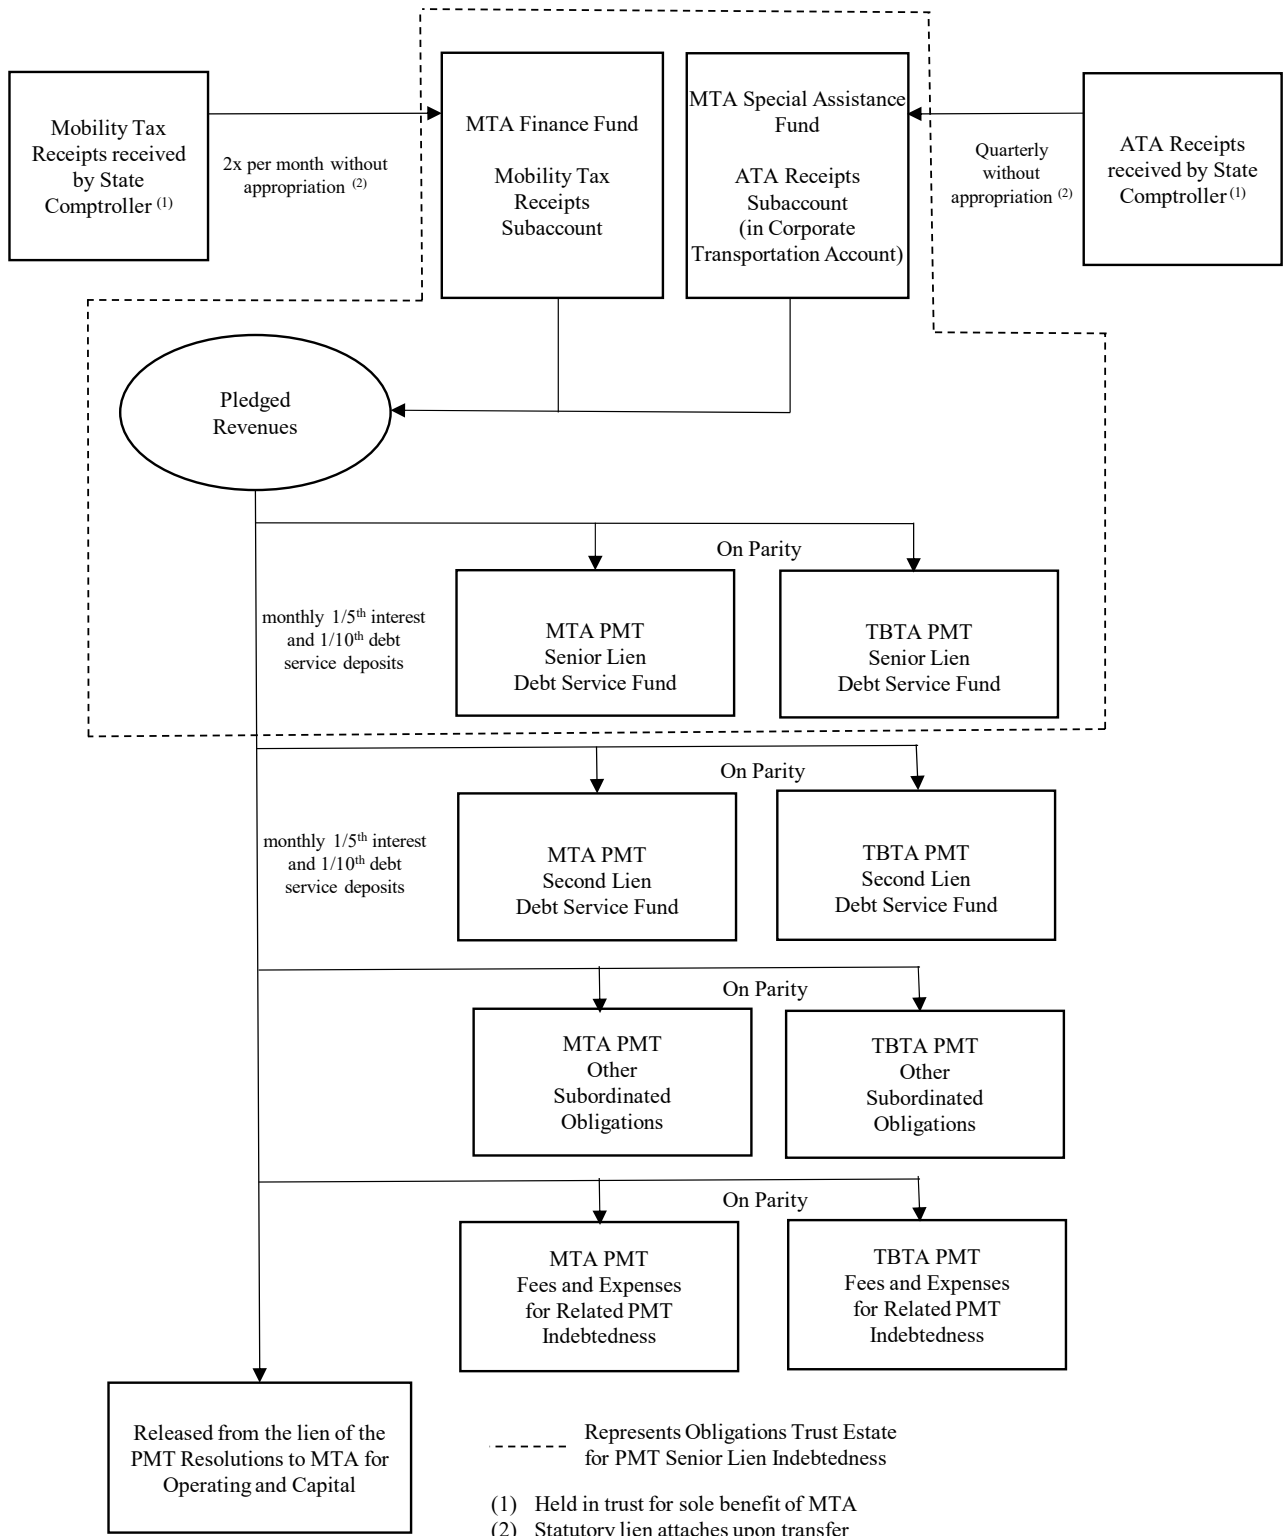 Mobility Tax
Receipts received
by State
Comptroller (1)
2x per month without
appropriation (2)
MTA Finance Fund
Mobility Tax
Receipts
Subaccount
MTA Special Assistance
Fund
ATA Receipts
Subaccount
(in Corporate
Transportation Account)
Quarterly
without
appropriation (2)
ATA Receipts
received by State
Comptroller (1)
Pledged
Revenues
On Parity
monthly 1/5th interest
and 1/10th debt
service deposits
MTA PMT
Senior Lien
Debt Service Fund
TBTA PMT
Senior Lien
Debt Service Fund
On Parity
monthly 1/5th interest
and 1/10th debt
service deposits
MTA PMT
Second Lien
Debt Service Fund
TBTA PMT
Second Lien
Debt Service Fund
On Parity
MTA PMT
Other
Subordinated
Obligations
TBTA PMT
Other
Subordinated
Obligations
On Parity
MTA PMT
Fees and Expenses
for Related PMT
Indebtedness
TBTA PMT
Fees and Expenses
for Related PMT
Indebtedness
Released from the lien of the
PMT Resolutions to MTA for
Operating and Capital
Represents Obligations Trust Estate
for PMT Senior Lien Indebtedness
(1) Held in trust for sole benefit of MTA
(2) Statutory lien attaches upon transfer